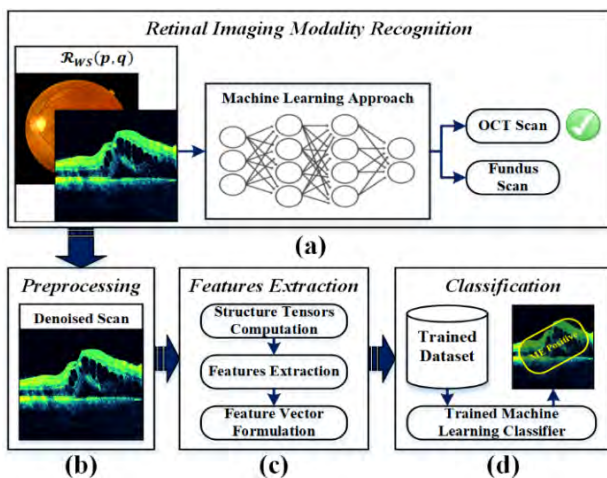 Retinal Imaging Modality Recognition
ℛ_WS(p, q)
Machine Learning Approach
OCT Scan
Fundus
Scan
(a)
Preprocessing
Denoised Scan
(b)
Features Extraction
Structure Tensors
Computation
Features Extraction
Feature Vector
Formulation
(c)
Classification
Trained
Dataset
ME Positive
Trained Machine
Learning Classifier
(d)